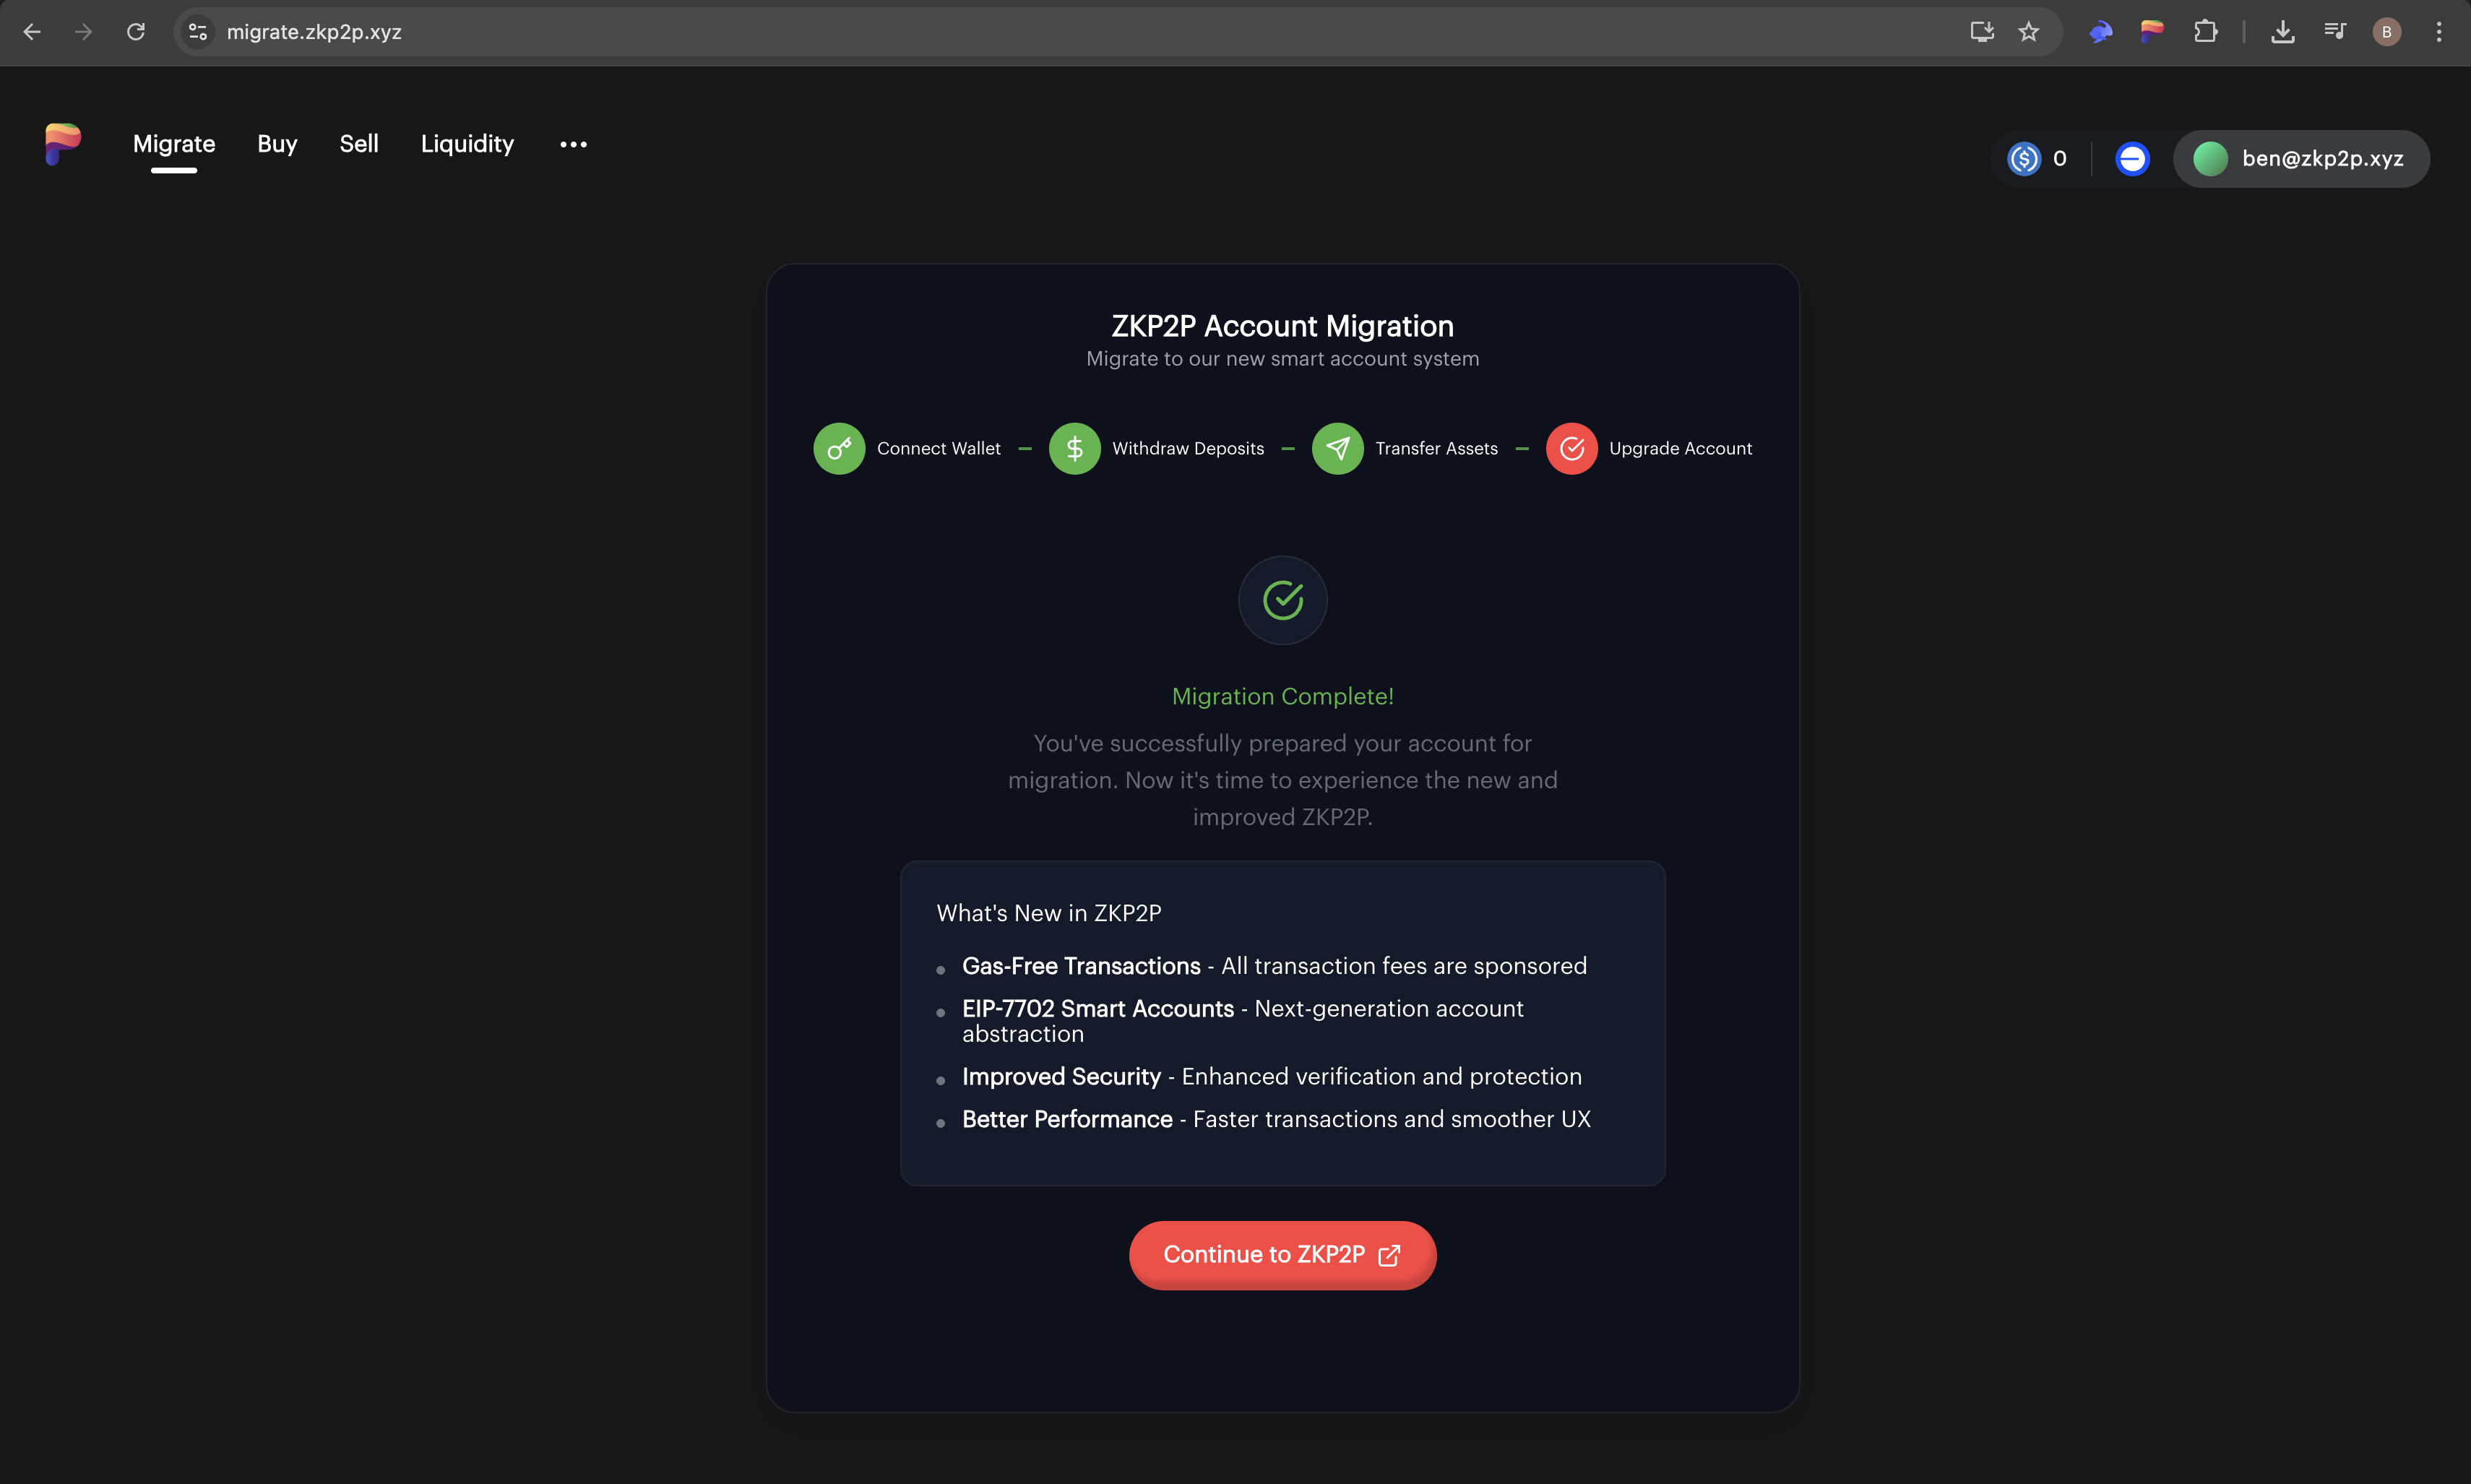 migrate.zkp2p.xyz
B
Migrate Buy Sell Liquidity
0
ben@zkp2p.xyz
ZKP2P Account Migration
Migrate to our new smart account system
Connect Wallet
Withdraw Deposits
Transfer Assets
Upgrade Account
Migration Complete!
You've successfully prepared your account for
migration. Now it's time to experience the new and
improved ZKP2P.
What's New in ZKP2P
Gas-Free Transactions - All transaction fees are sponsored
EIP-7702 Smart Accounts - Next-generation account
abstraction
Improved Security - Enhanced verification and protection
Better Performance - Faster transactions and smoother UX
Continue to ZKP2P